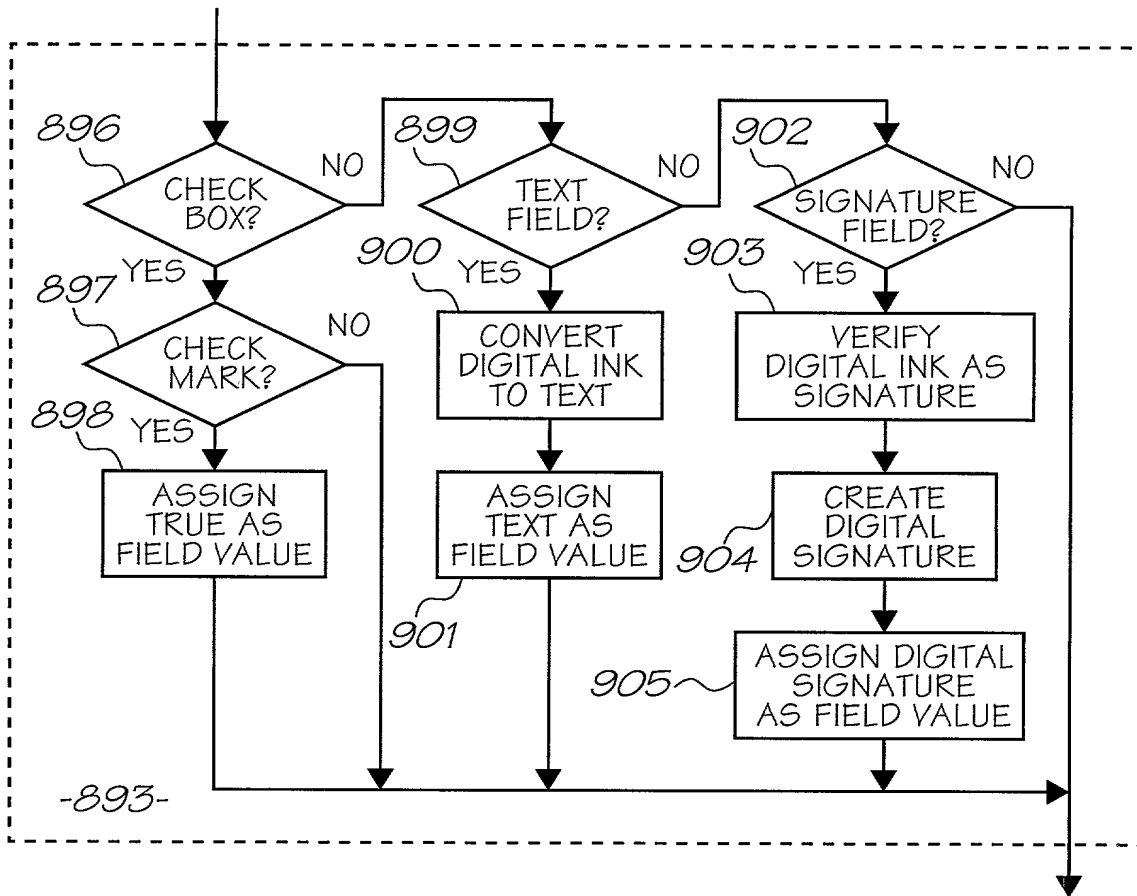 896
CHECK
BOX?
NO
YES
899
TEXT
FIELD?
NO
YES
902
SIGNATURE
FIELD?
NO
YES
897
CHECK
MARK?
NO
YES
900
CONVERT
DIGITAL INK
TO TEXT
903
VERIFY
DIGITAL INK AS
SIGNATURE
898
ASSIGN
TRUE AS
FIELD VALUE
ASSIGN
TEXT AS
FIELD VALUE
901
CREATE
DIGITAL
SIGNATURE
904
ASSIGN DIGITAL
SIGNATURE
AS FIELD VALUE
905
-893-